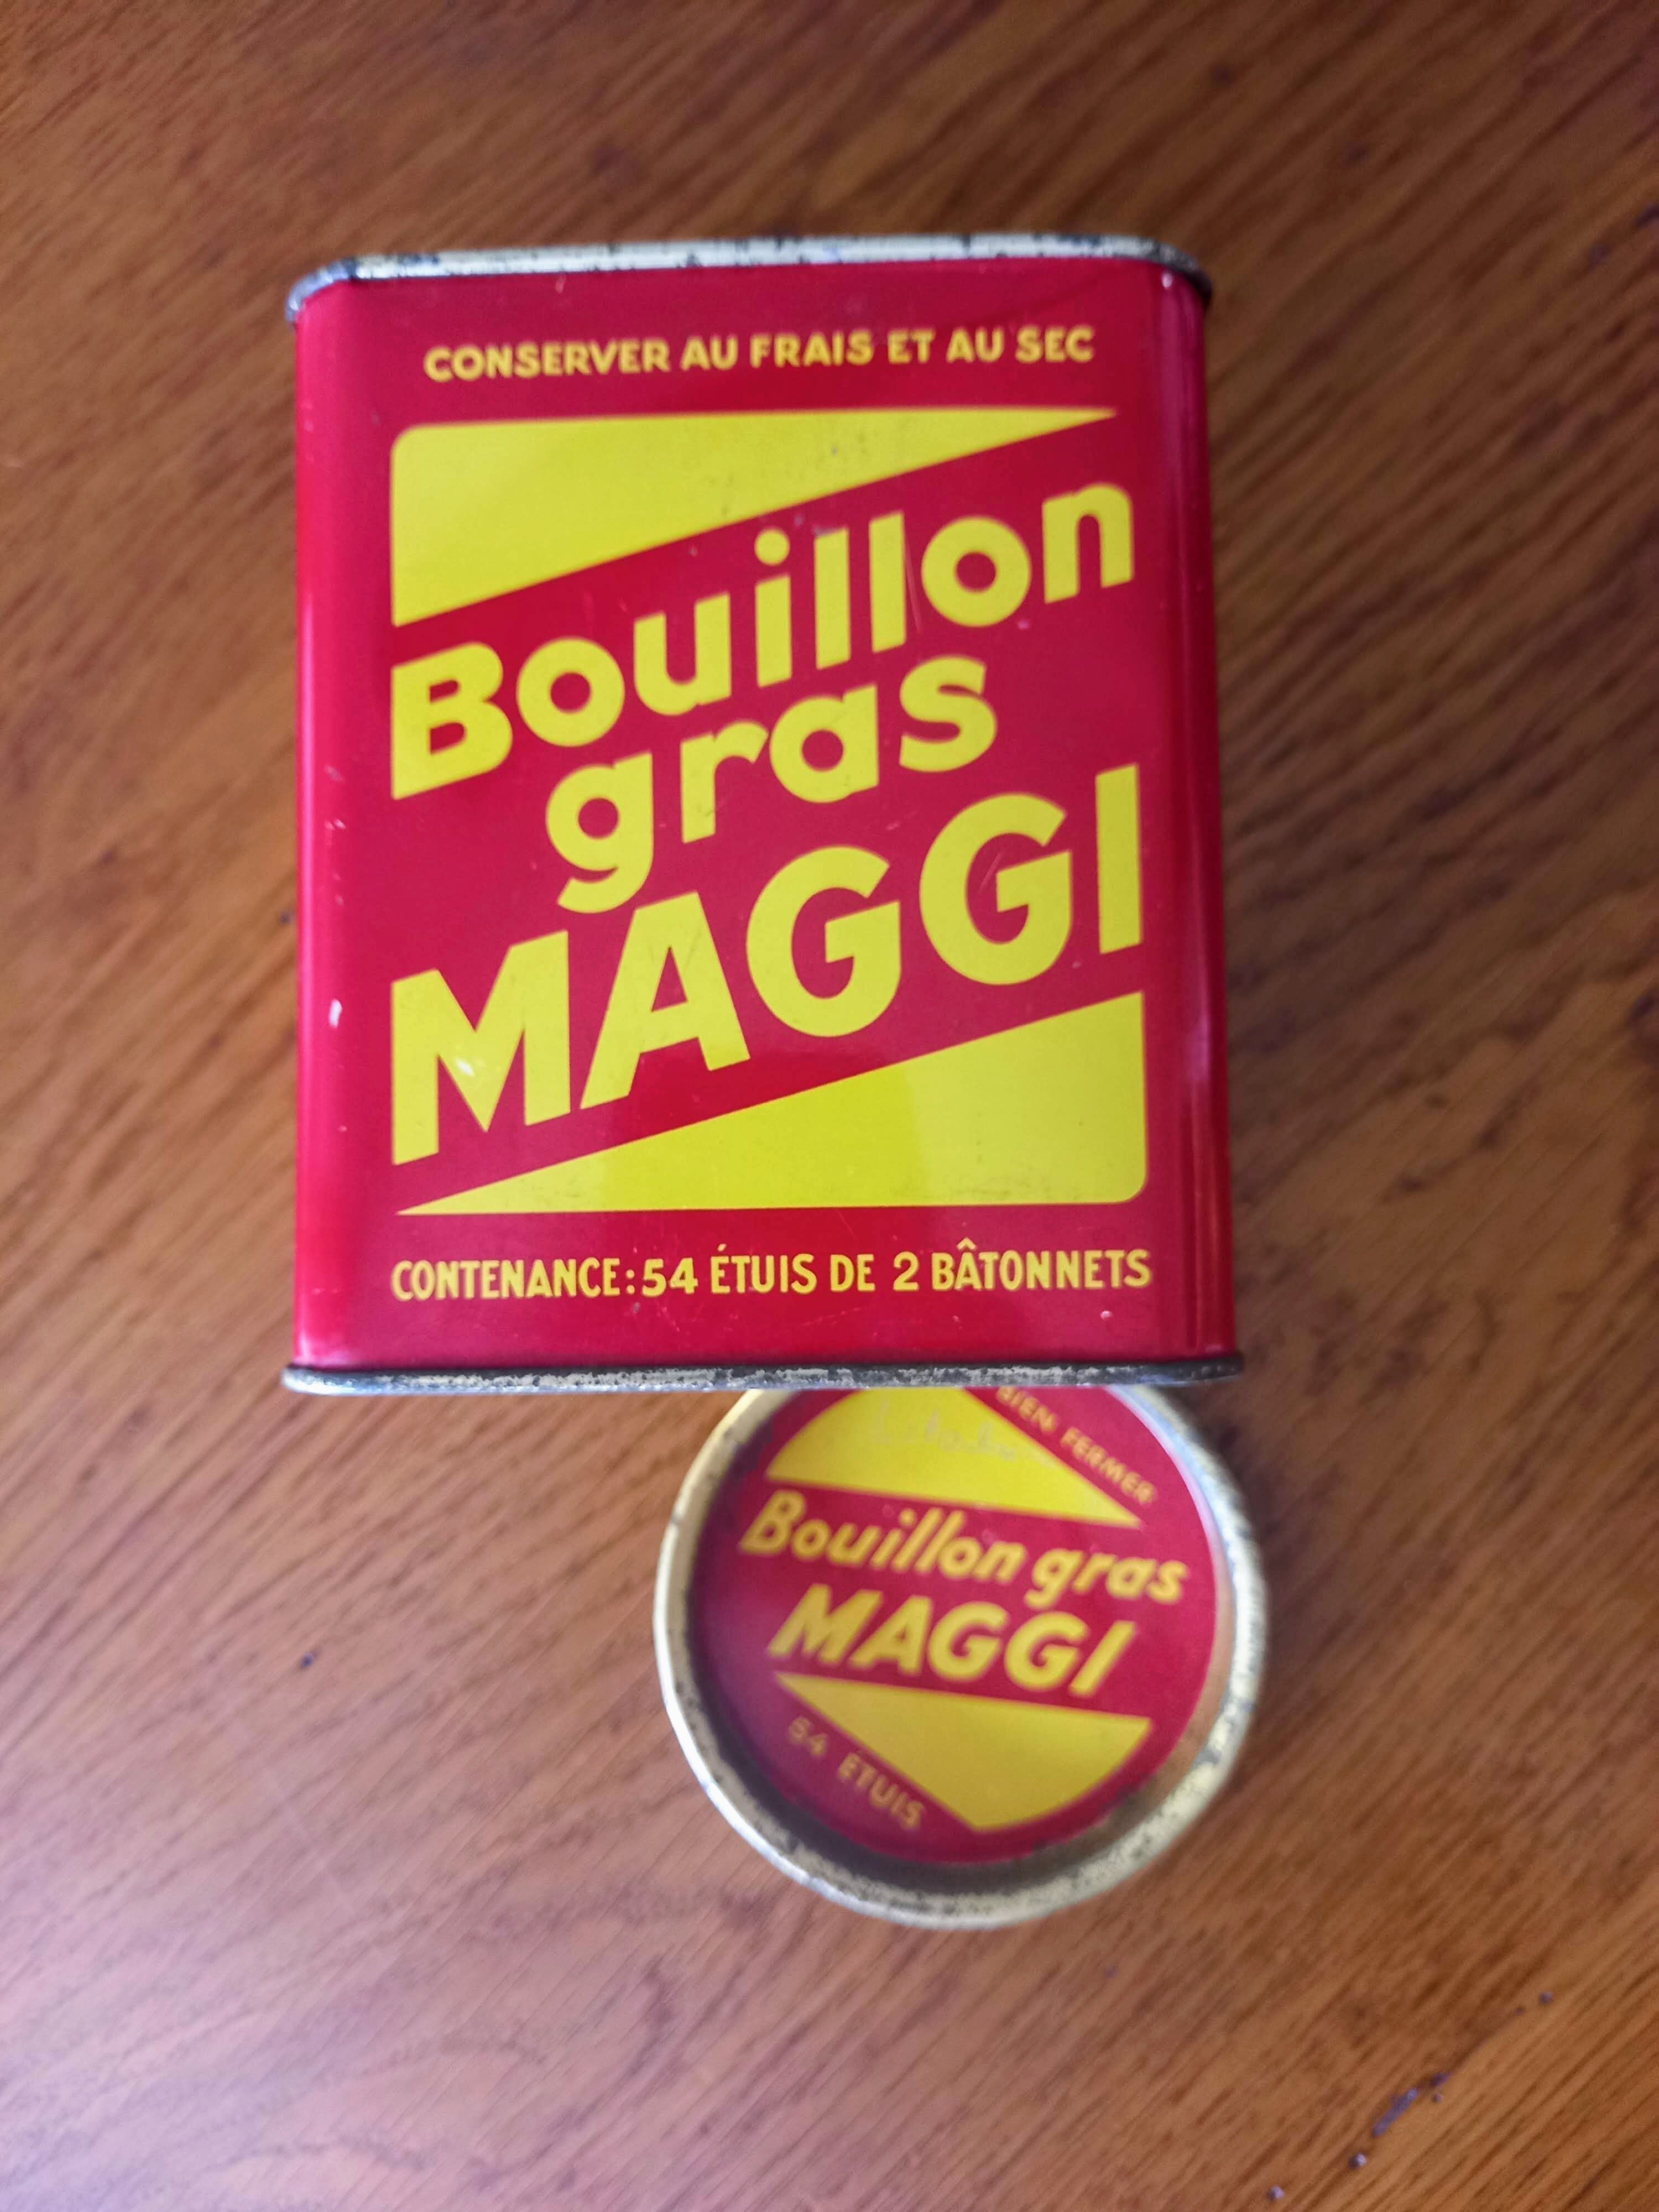 CONSERVER AU FRAIS ET AU SEC
Bouillon
gras
MAGGI
CONTENANCE: 54 ÉTUIS DE 2 BÂTONNETS
BIEN FERMER
Bouillon gras
MAGGI
54 ÉTUIS